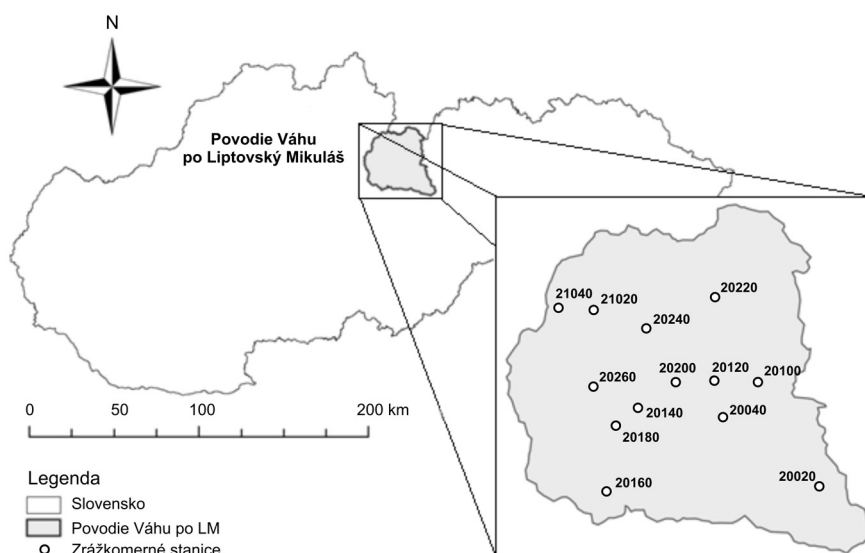 N
Povodie Váhu
po Liptovský Mikuláš
21040
21020
20220
20240
20260
20200
20120
20100
20140
20040
20180
20160
20020
0 50 100 200 km
Legenda
Slovensko
Povodie Váhu po LM
Zrážkomerné stanice